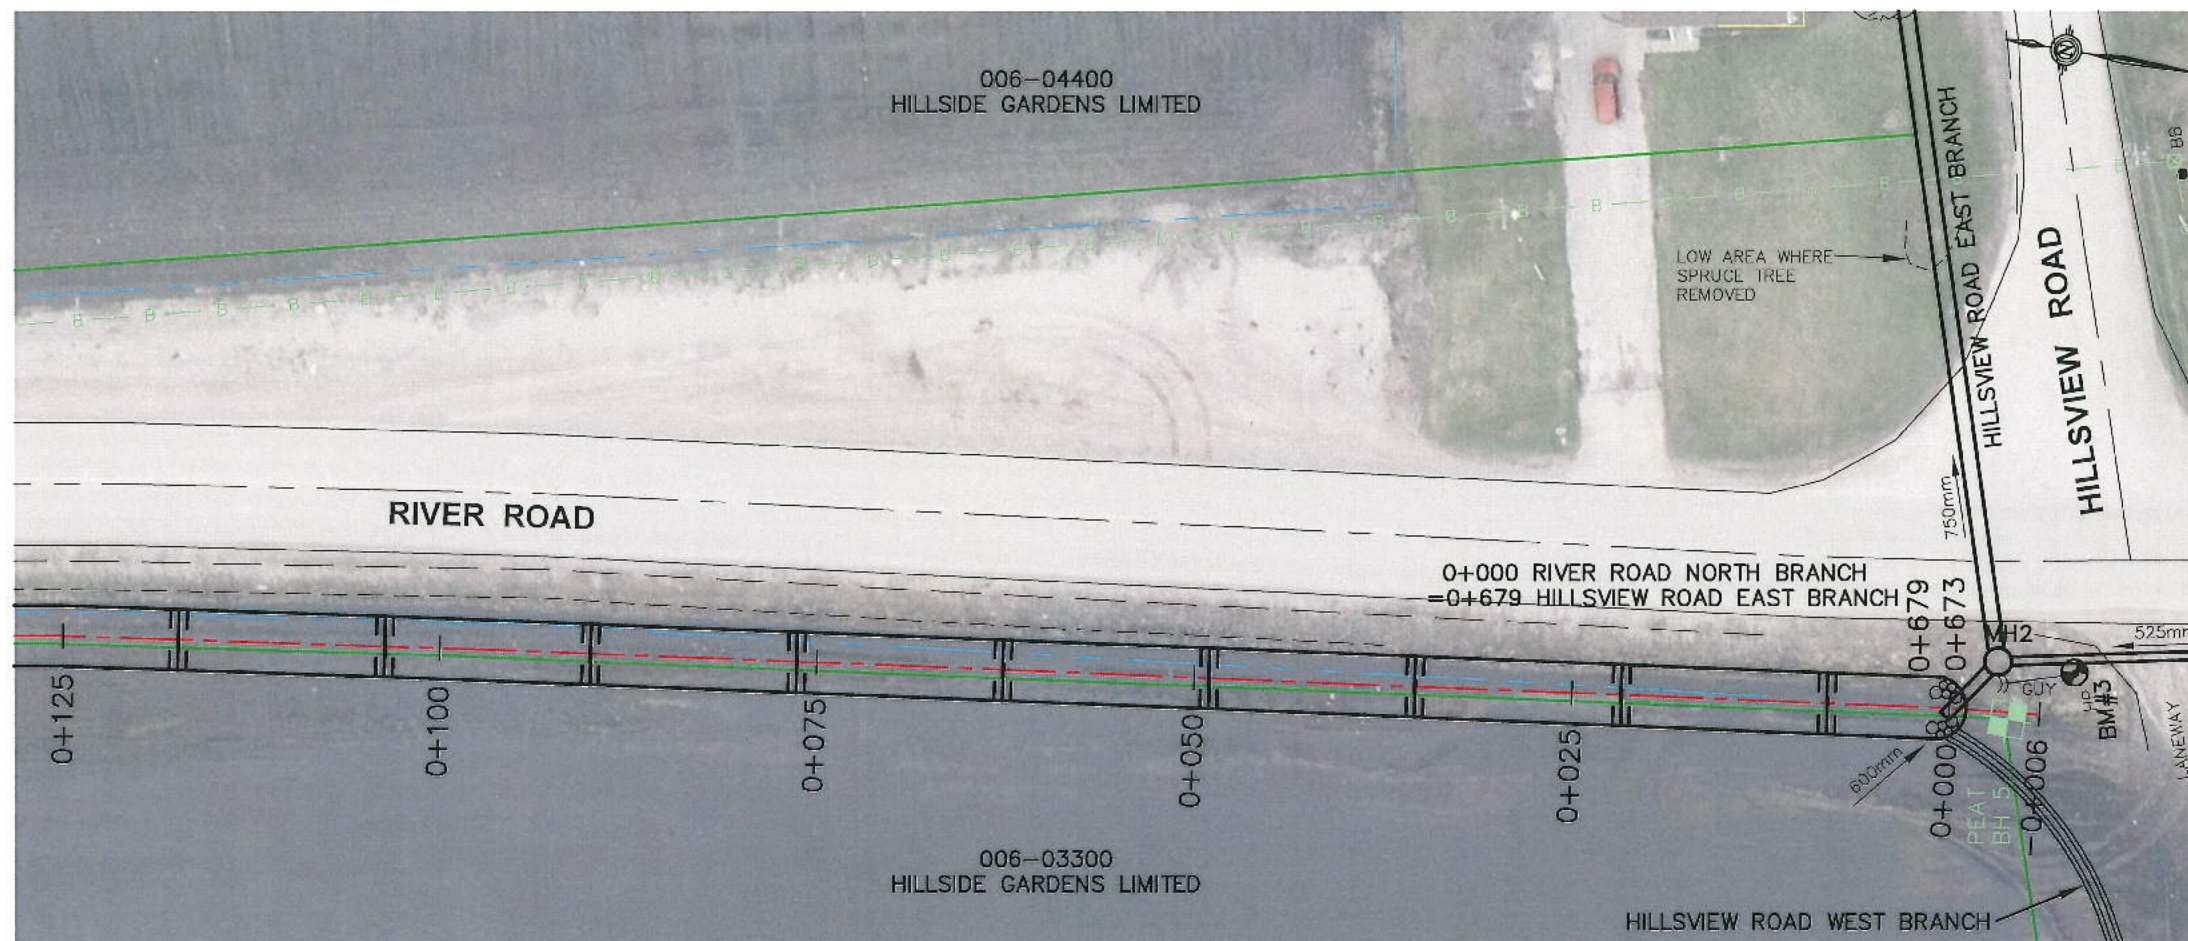 006-04400
HILLSIDE GARDENS LIMITED
N
B8
HILLSVIEW ROAD EAST BRANCH
HILLSVIEW ROAD
LOW AREA WHERE
SPRUCE TREE
REMOVED
B B B B B B B B B B B B B B B B B B B B B B B B B B B
RIVER ROAD
750mm
0+000 RIVER ROAD NORTH BRANCH
=0+679 HILLSVIEW ROAD EAST BRANCH
0+679
0+673
MH2
525mm
GUY
HP
BM#3
LANEWAY
0+125
0+100
0+075
0+050
0+025
600mm
0+000
PEAT
BH 5
-0+006
006-03300
HILLSIDE GARDENS LIMITED
HILLSVIEW ROAD WEST BRANCH